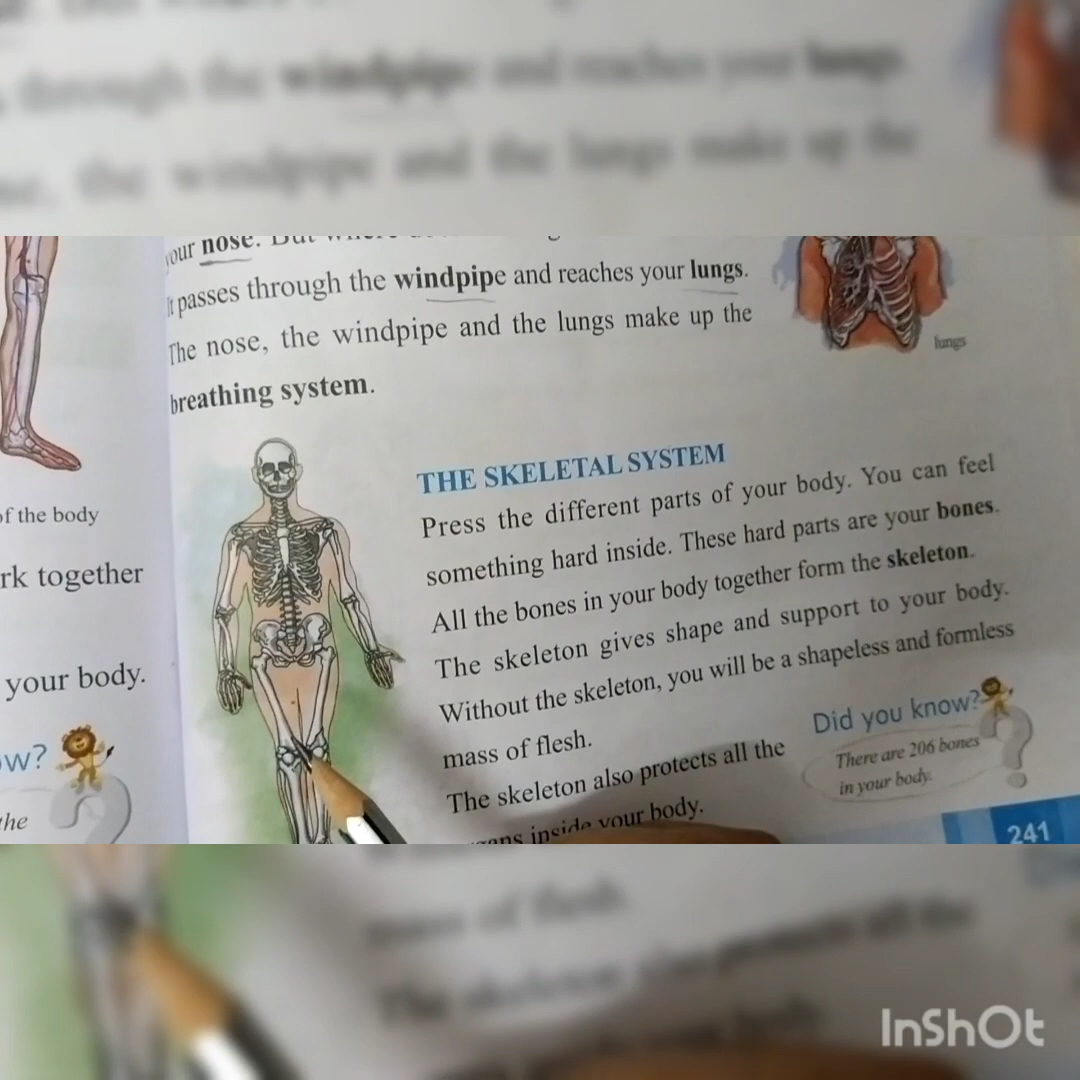 your nose. But
It passes through the windpipe and reaches your lungs.
The nose, the windpipe and the lungs make up the
breathing system.
lungs
of the body
rk together
your body.
ow?
the
THE SKELETAL SYSTEM
Press the different parts of your body. You can feel
something hard inside. These hard parts are your bones.
All the bones in your body together form the skeleton.
The skeleton gives shape and support to your body.
Without the skeleton, you will be a shapeless and formless
mass of flesh.
The skeleton also protects all the
inside your body.
Did you know?
There are 206 bones
in your body.
241
InShOt